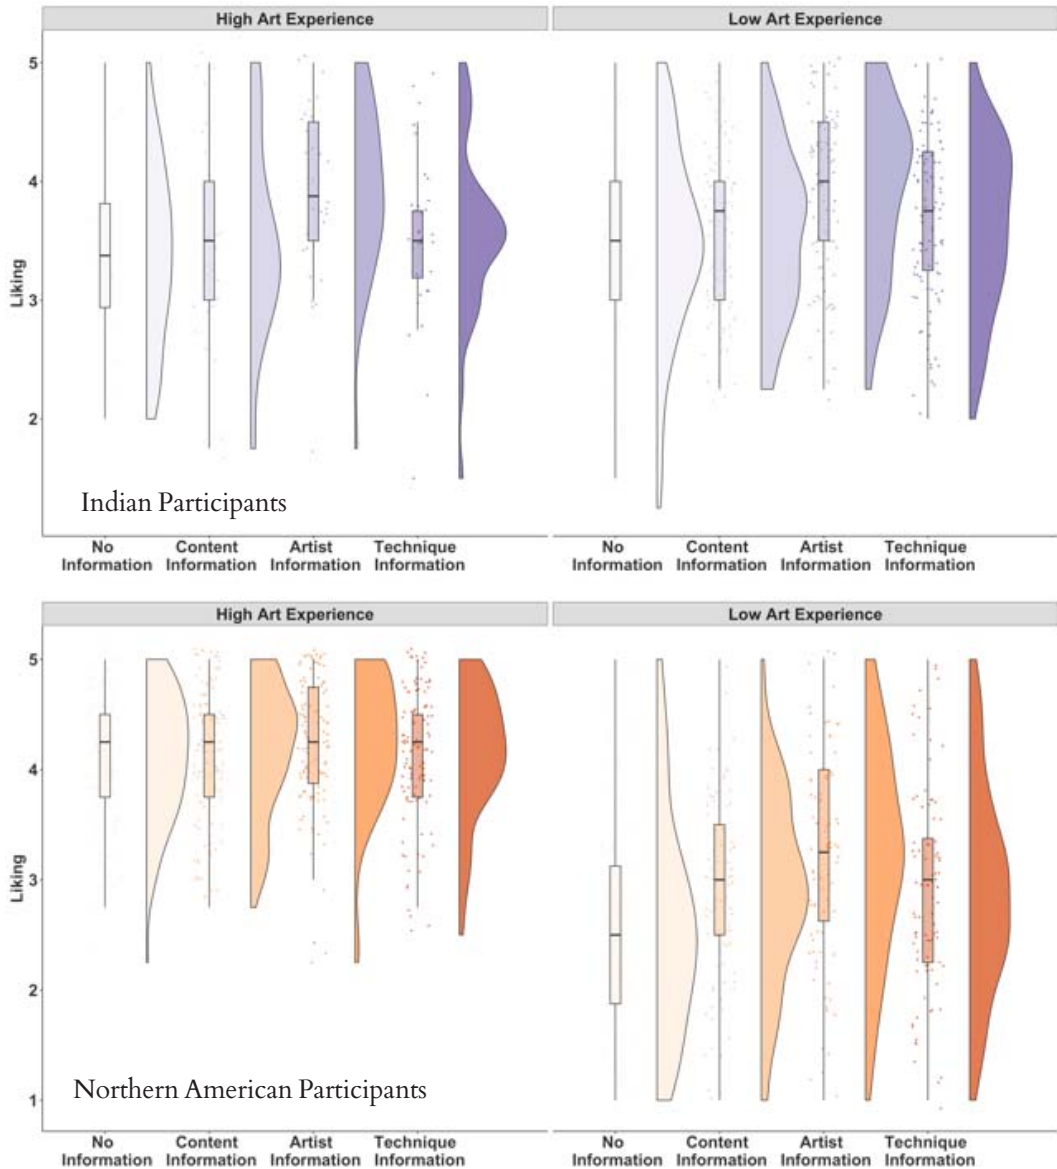 High Art Experience
Low Art Experience
5
4
3
2
Liking
Indian Participants
No Content Artist Technique
Information Information Information Information
No Content Artist Technique
Information Information Information Information
High Art Experience
Low Art Experience
5
4
3
2
1
Liking
Northern American Participants
No Content Artist Technique
Information Information Information Information
No Content Artist Technique
Information Information Information Information